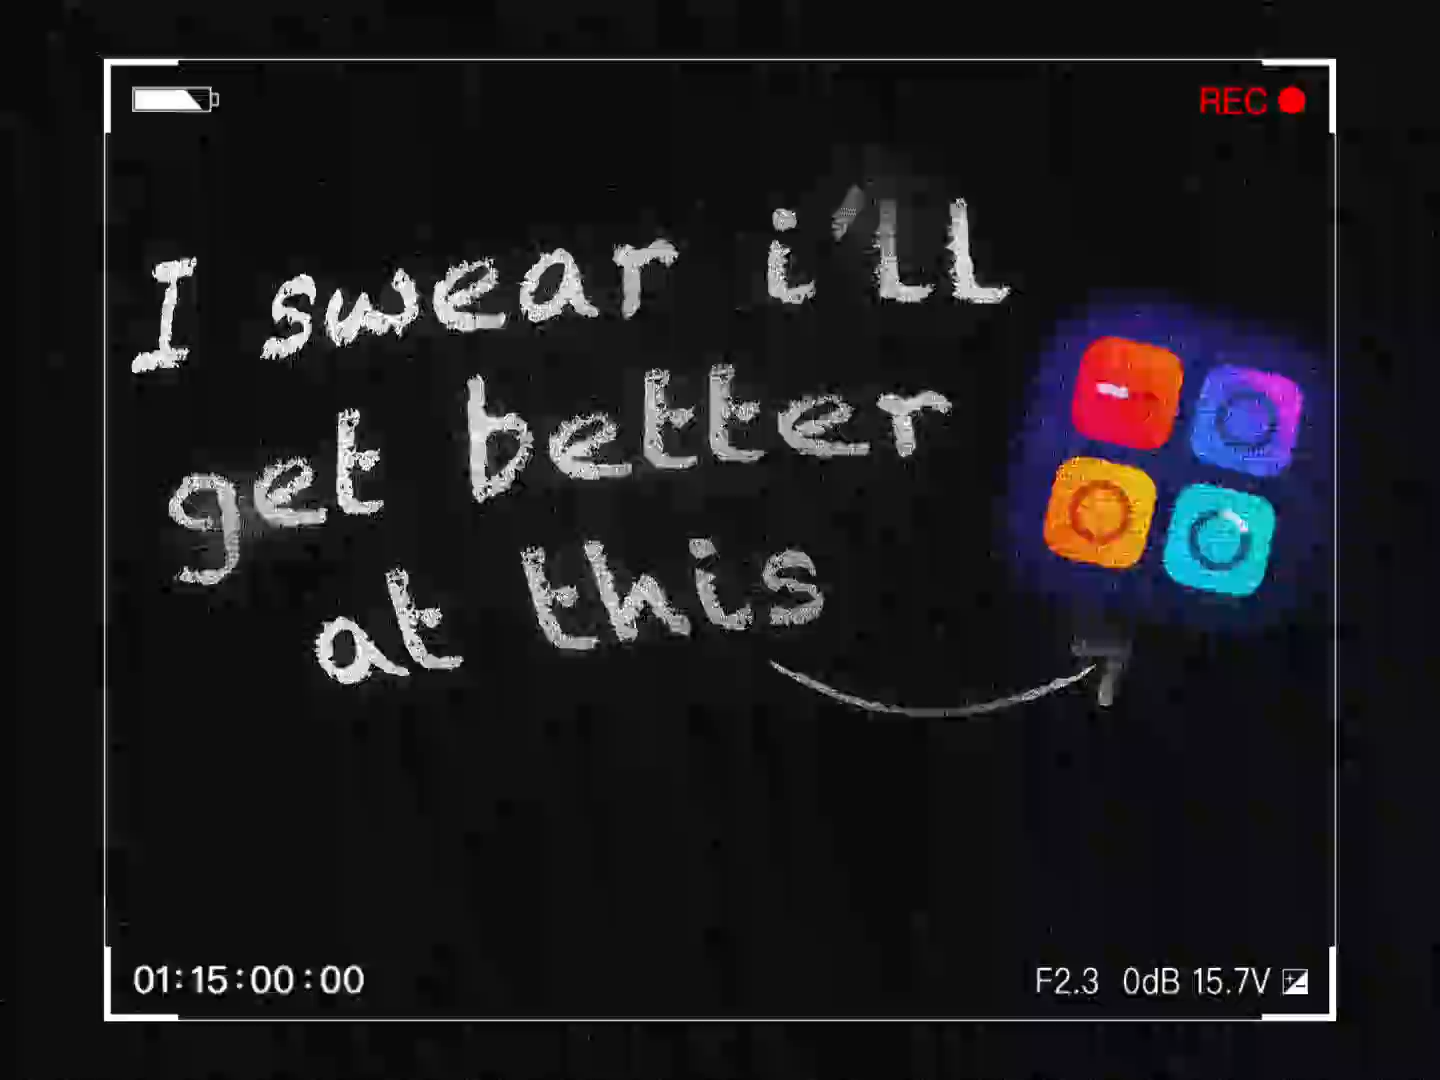 REC
I swear i'll
get better
at this
01:15:00:00
F2.3 0dB 15.7V